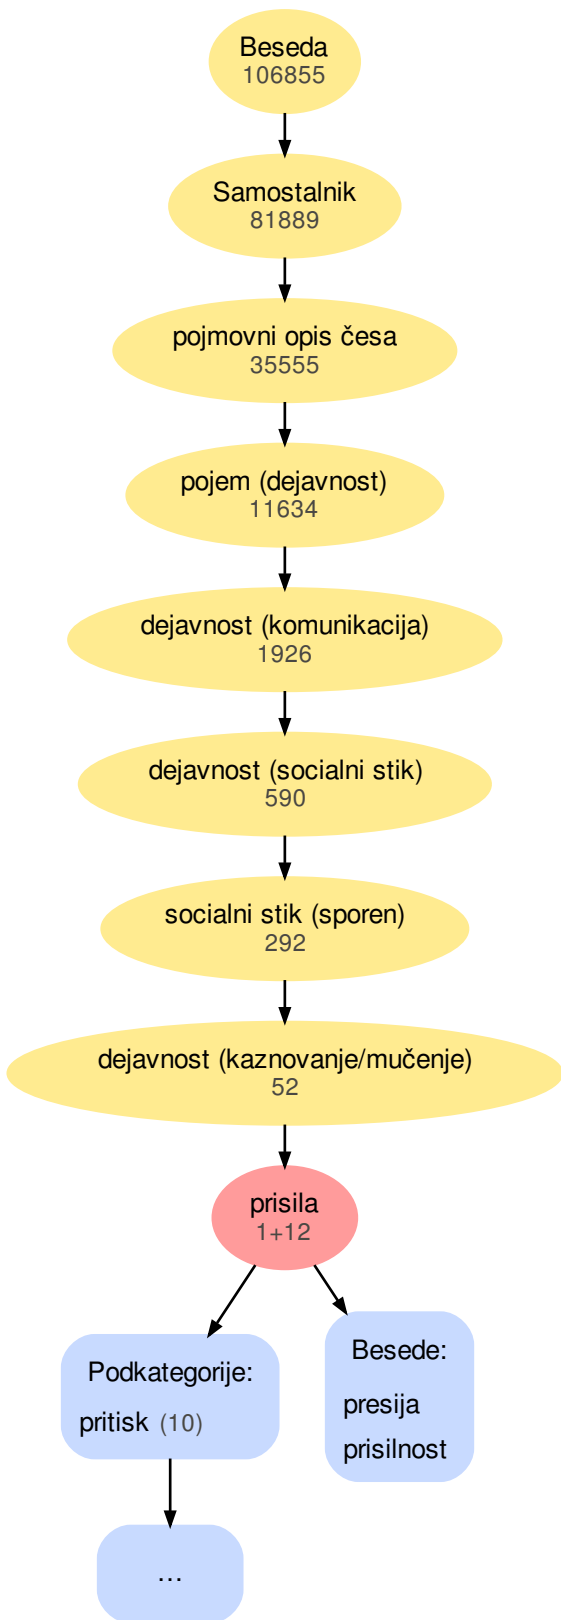 Beseda
106855
Samostalnik
81889
pojmovni opis česa
35555
pojem (dejavnost)
11634
dejavnost (komunikacija)
1926
dejavnost (socialni stik)
590
socialni stik (sporen)
292
dejavnost (kaznovanje/mučenje)
52
prisila
1+12
Podkategorije:
pritisk (10)
...
Besede:
presija
prisilnost